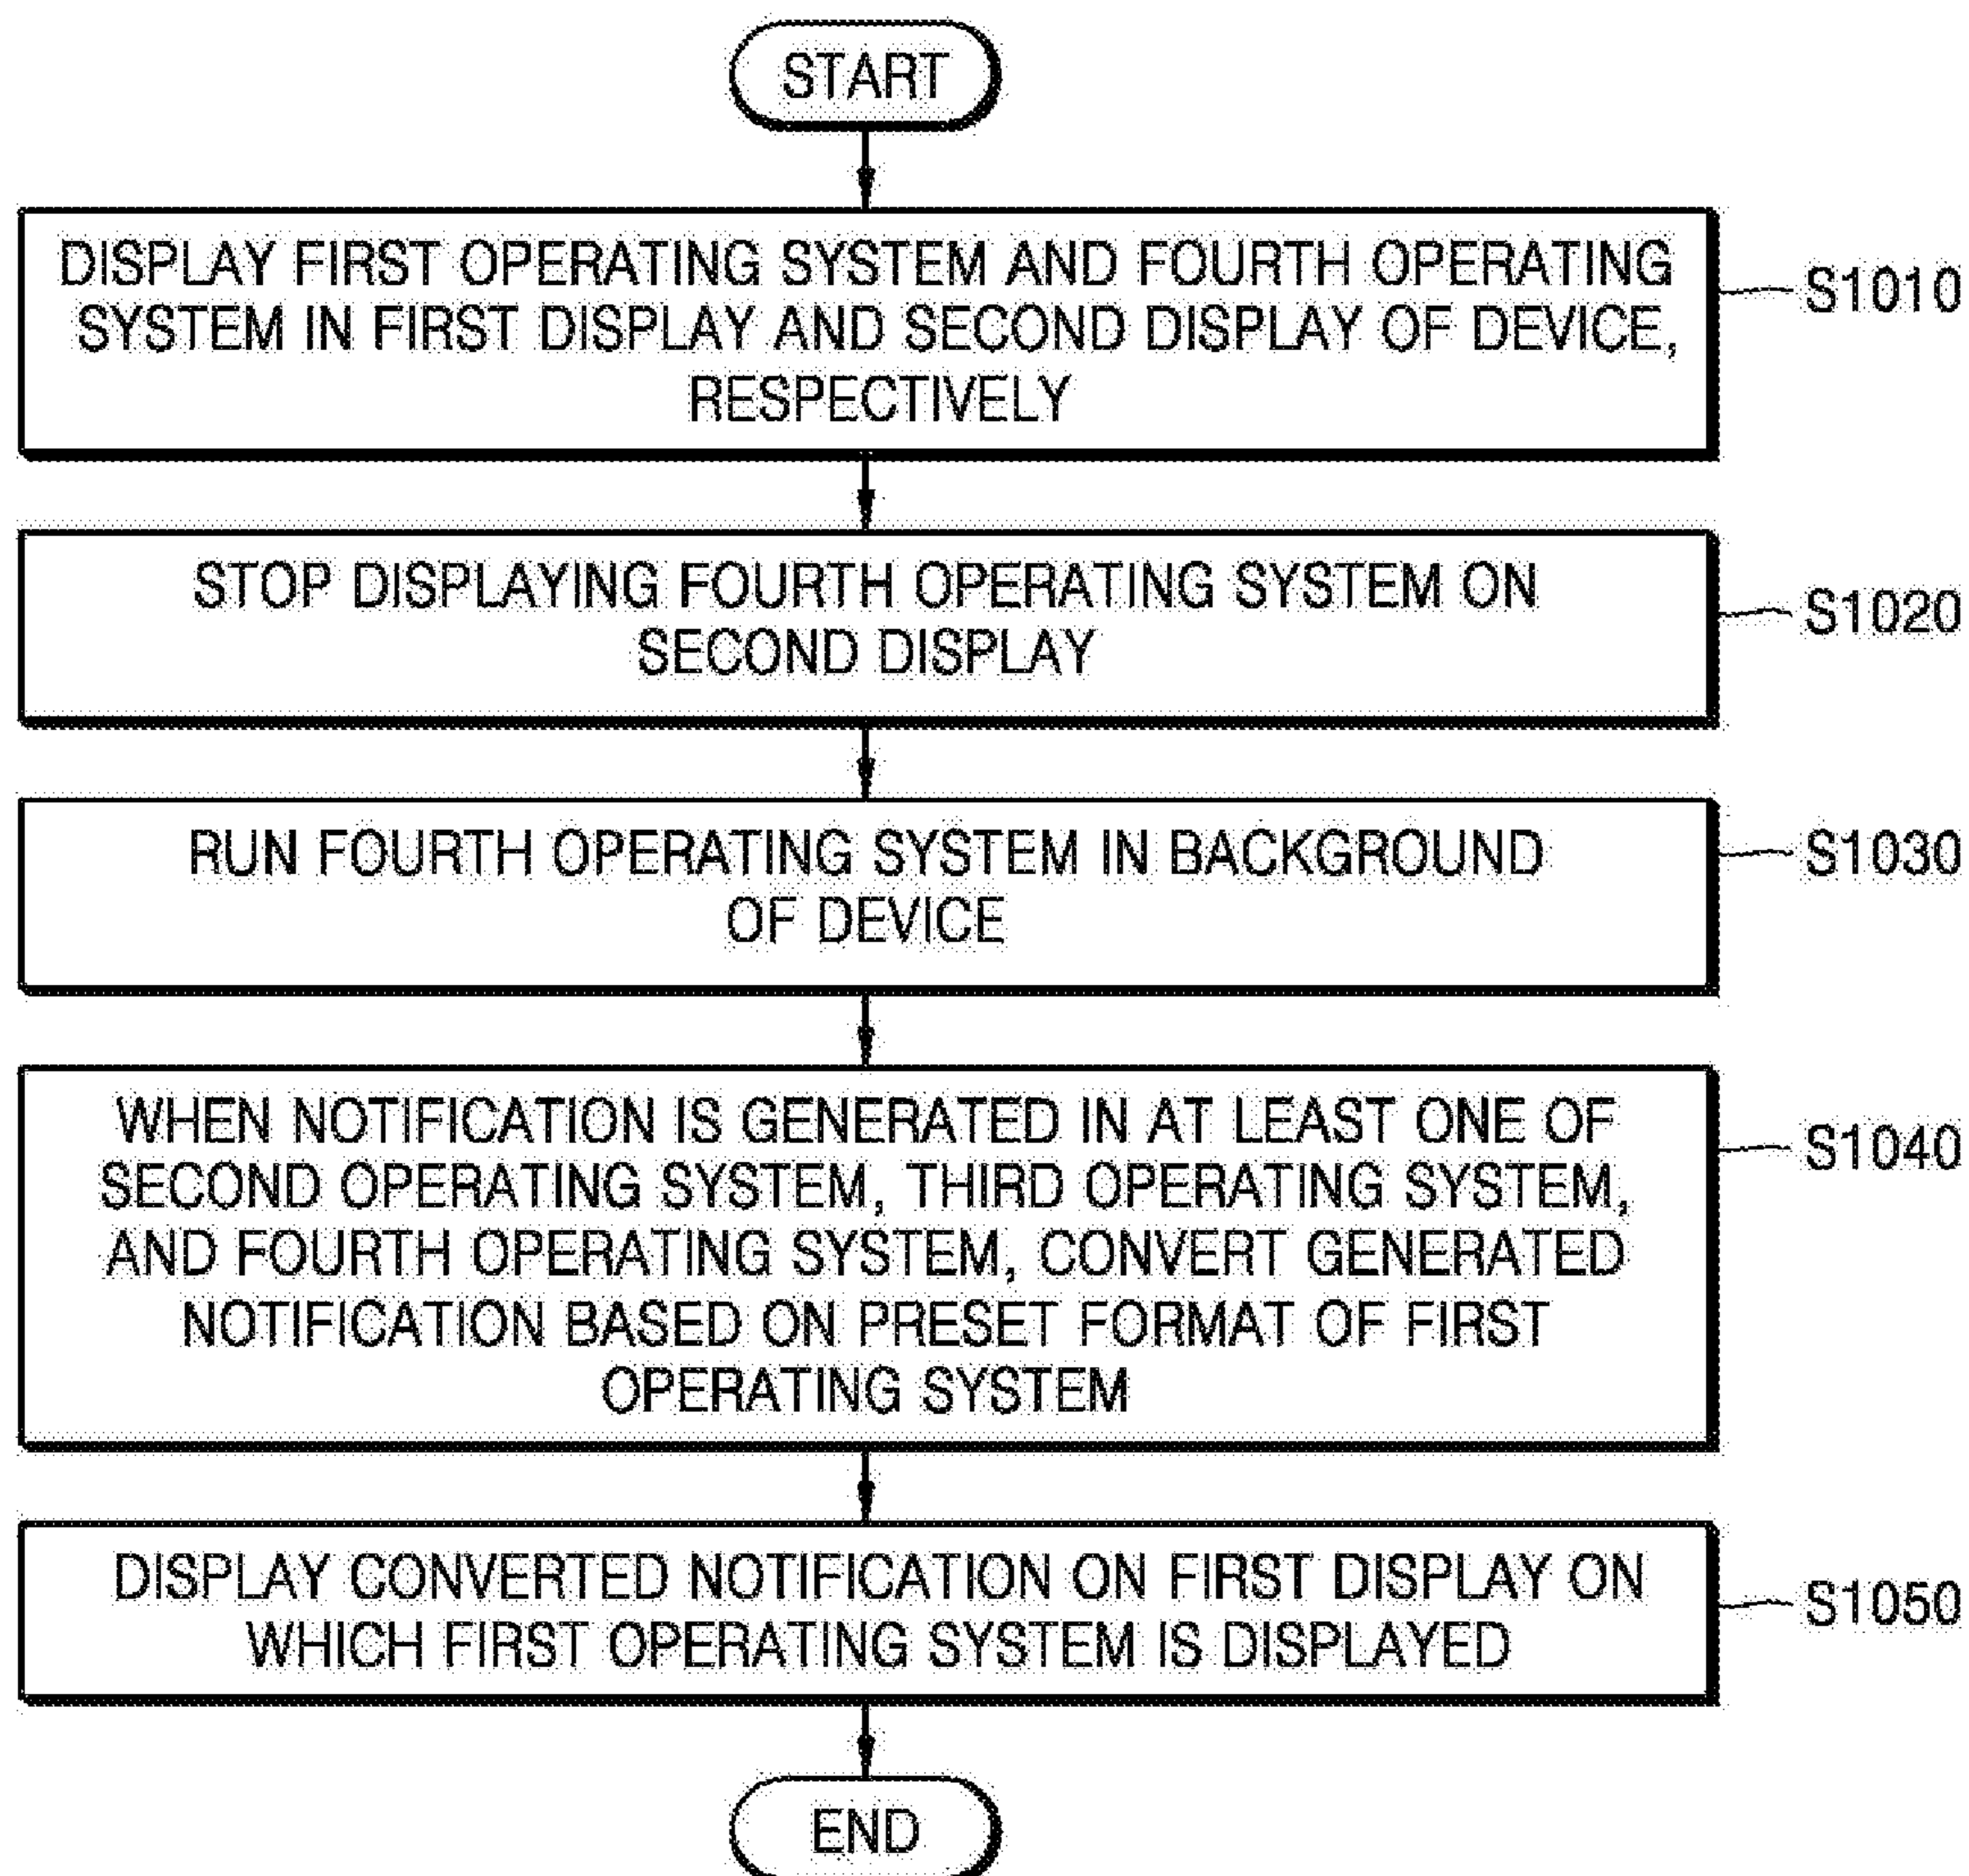 START
DISPLAY FIRST OPERATING SYSTEM AND FOURTH OPERATING
SYSTEM IN FIRST DISPLAY AND SECOND DISPLAY OF DEVICE,
RESPECTIVELY
S1010
STOP DISPLAYING FOURTH OPERATING SYSTEM ON
SECOND DISPLAY
S1020
RUN FOURTH OPERATING SYSTEM IN BACKGROUND
OF DEVICE
S1030
WHEN NOTIFICATION IS GENERATED IN AT LEAST ONE OF
SECOND OPERATING SYSTEM, THIRD OPERATING SYSTEM,
AND FOURTH OPERATING SYSTEM, CONVERT GENERATED
NOTIFICATION BASED ON PRESET FORMAT OF FIRST
OPERATING SYSTEM
S1040
DISPLAY CONVERTED NOTIFICATION ON FIRST DISPLAY ON
WHICH FIRST OPERATING SYSTEM IS DISPLAYED
S1050
END